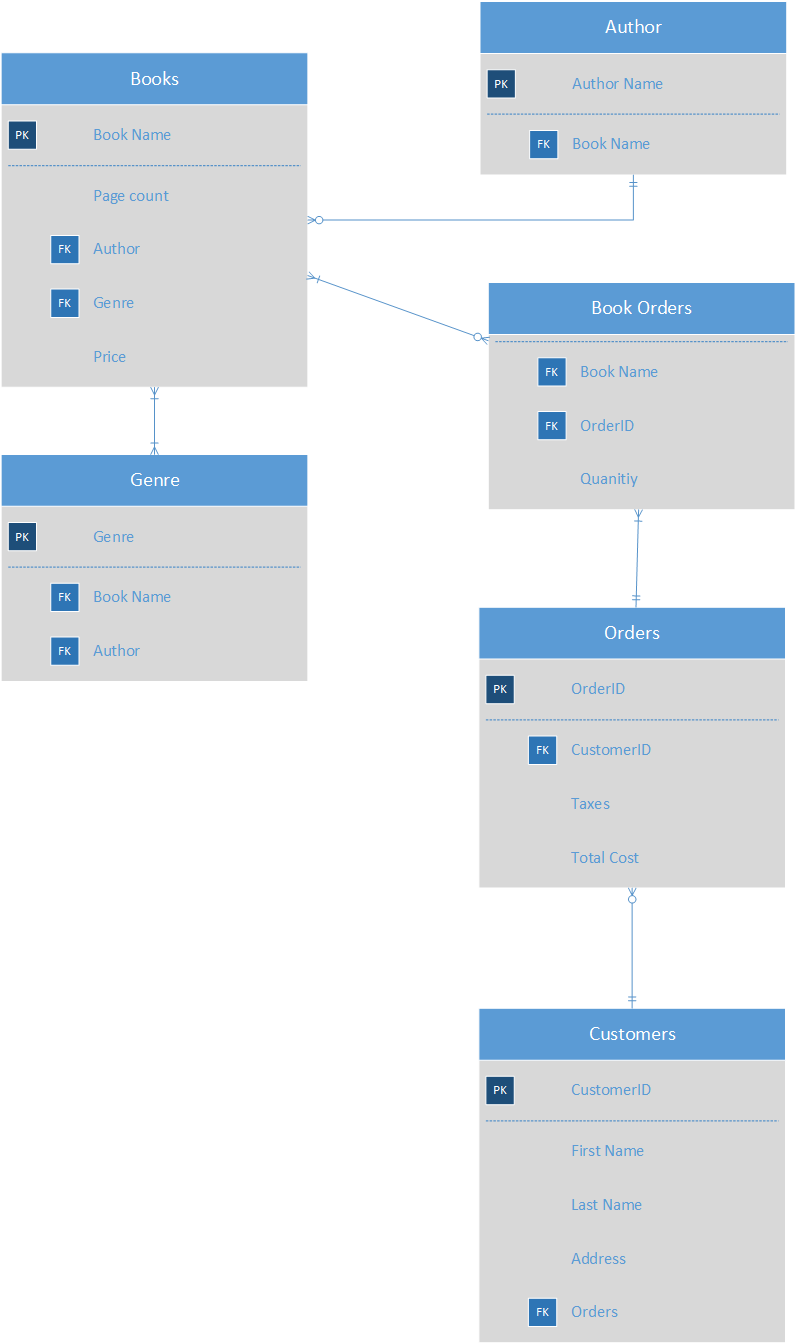 Author
PK Author Name
FK Book Name
Books
PK Book Name
Page count
FK Author
FK Genre
Price
Book Orders
FK Book Name
FK OrderID
Quanitiy
Genre
PK Genre
FK Book Name
FK Author
Orders
PK OrderID
FK CustomerID
Taxes
Total Cost
Customers
PK CustomerID
First Name
Last Name
Address
FK Orders